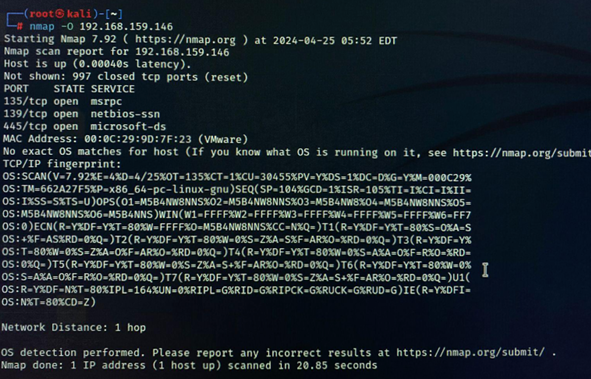 ┌──(root㉿kali)-[~]
└─# nmap -O 192.168.159.146
Starting Nmap 7.92 ( https://nmap.org ) at 2024-04-25 05:52 EDT
Nmap scan report for 192.168.159.146
Host is up (0.00040s latency).
Not shown: 997 closed tcp ports (reset)
PORT    STATE SERVICE
135/tcp open  msrpc
139/tcp open  netbios-ssn
445/tcp open  microsoft-ds
MAC Address: 00:0C:29:9D:7F:23 (VMware)
No exact OS matches for host (If you know what OS is running on it, see https://nmap.org/submit
TCP/IP fingerprint:
OS:SCAN(V=7.92%E=4%D=4/25%OT=135%CT=1%CU=30455%PV=Y%DS=1%DC=D%G=Y%M=000C29%
OS:TM=662A27F5%P=x86_64-pc-linux-gnu)SEQ(SP=104%GCD=1%ISR=105%TI=I%CI=I%II=
OS:I%SS=S%TS=U)OPS(O1=M5B4NW8NNS%O2=M5B4NW8NNS%O3=M5B4NW8%O4=M5B4NW8NNS%O5=
OS:M5B4NW8NNS%O6=M5B4NNS)WIN(W1=FFFF%W2=FFFF%W3=FFFF%W4=FFFF%W5=FFFF%W6=FF7
OS:0)ECN(R=Y%DF=Y%T=80%W=FFFF%O=M5B4NW8NNS%CC=N%Q=)T1(R=Y%DF=Y%T=80%S=O%A=S
OS:+%F=AS%RD=0%Q=)T2(R=Y%DF=Y%T=80%W=0%S=Z%A=S%F=AR%O=%RD=0%Q=)T3(R=Y%DF=Y%
OS:T=80%W=0%S=Z%A=O%F=AR%O=%RD=0%Q=)T4(R=Y%DF=Y%T=80%W=0%S=A%A=O%F=R%O=%RD=
OS:0%Q=)T5(R=Y%DF=Y%T=80%W=0%S=Z%A=S+%F=AR%O=%RD=0%Q=)T6(R=Y%DF=Y%T=80%W=0%
OS:S=A%A=O%F=R%O=%RD=0%Q=)T7(R=Y%DF=Y%T=80%W=0%S=Z%A=S+%F=AR%O=%RD=0%Q=)U1(
OS:R=Y%DF=N%T=80%IPL=164%UN=0%RIPL=G%RID=G%RIPCK=G%RUCK=G%RUD=G)IE(R=Y%DFI=
OS:N%T=80%CD=Z)
Network Distance: 1 hop
OS detection performed. Please report any incorrect results at https://nmap.org/submit/ .
Nmap done: 1 IP address (1 host up) scanned in 20.85 seconds